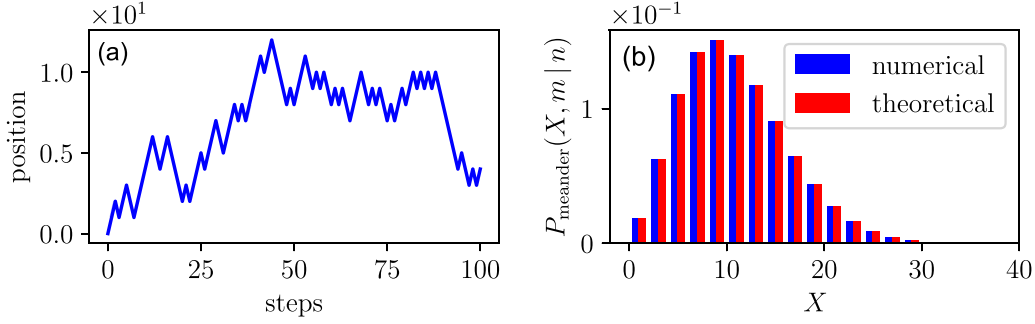 ×10¹
(a)
1.0
0.5
0.0
position
0
25
50
75
100
steps
×10⁻¹
(b)
1
0
P_meander(X, m | n)
numerical
theoretical
0
10
20
30
40
X